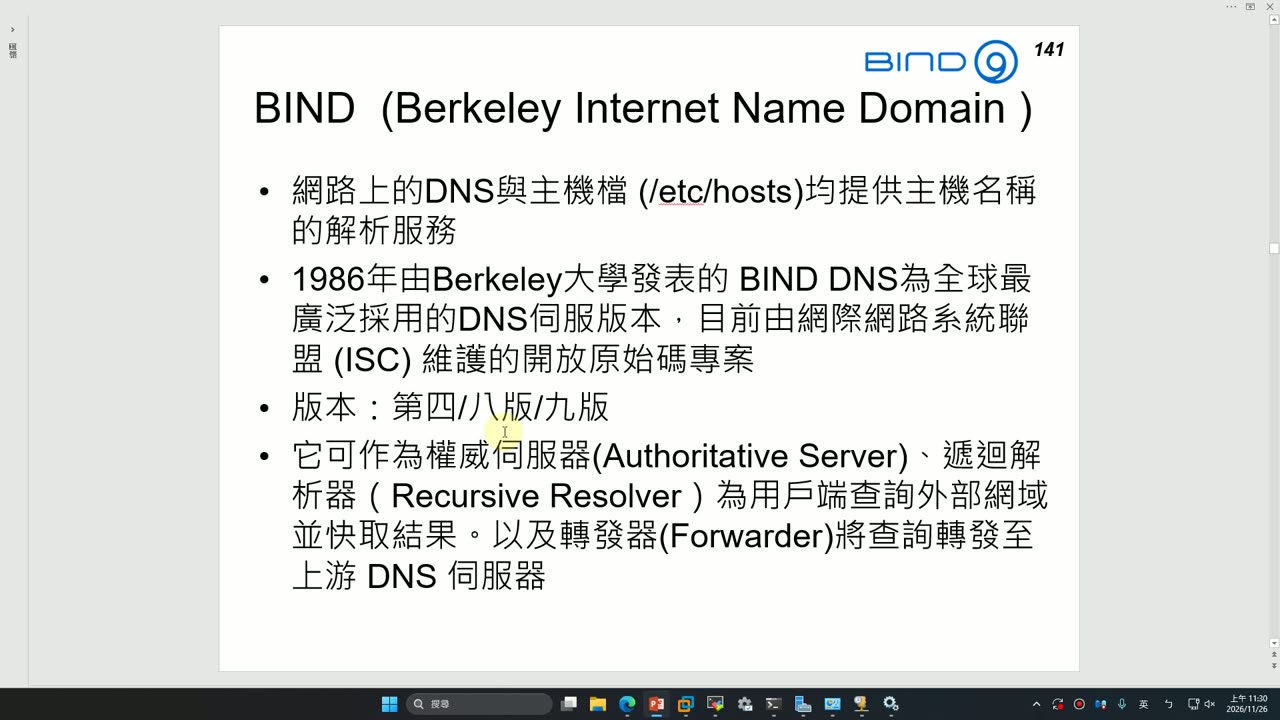 BIND 9
141
BIND (Berkeley Internet Name Domain )
• 網路上的DNS與主機檔 (/etc/hosts)均提供主機名稱
的解析服務
• 1986年由Berkeley大學發表的 BIND DNS為全球最
廣泛採用的DNS伺服版本，目前由網際網路系統聯
盟 (ISC) 維護的開放原始碼專案
• 版本：第四/八版/九版
• 它可作為權威伺服器(Authoritative Server)、遞迴解
析器（Recursive Resolver）為用戶端查詢外部網域
並快取結果。以及轉發器(Forwarder)將查詢轉發至
上游 DNS 伺服器
搜尋
英
ㄅ
上午 11:30
2026/11/26